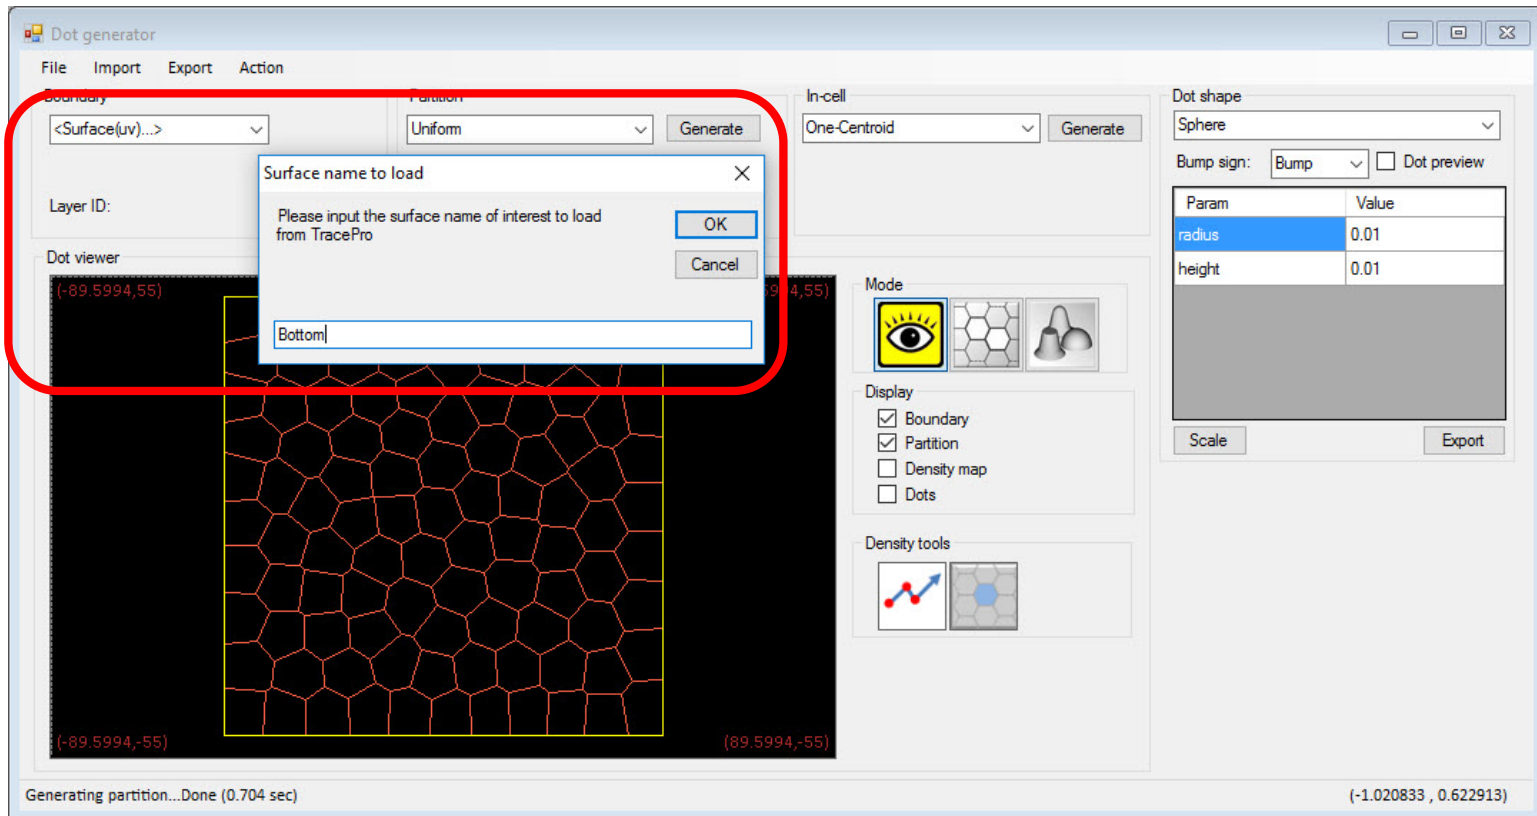 Dot generator
File Import Export Action
Boundary Partition In-cell Dot shape
<Surface(uv)...> Uniform Generate One-Centroid Generate Sphere
Bump sign: Bump Dot preview
Surface name to load
Please input the surface name of interest to load
from TracePro
OK
Cancel
Bottom
Layer ID:
Param Value
radius 0.01
height 0.01
Scale Export
Dot viewer
(-89.5994,55) 4,55)
(-89.5994,-55) (89.5994,-55)
Mode
Display
Boundary
Partition
Density map
Dots
Density tools
Generating partition...Done (0.704 sec) (-1.020833 , 0.622913)